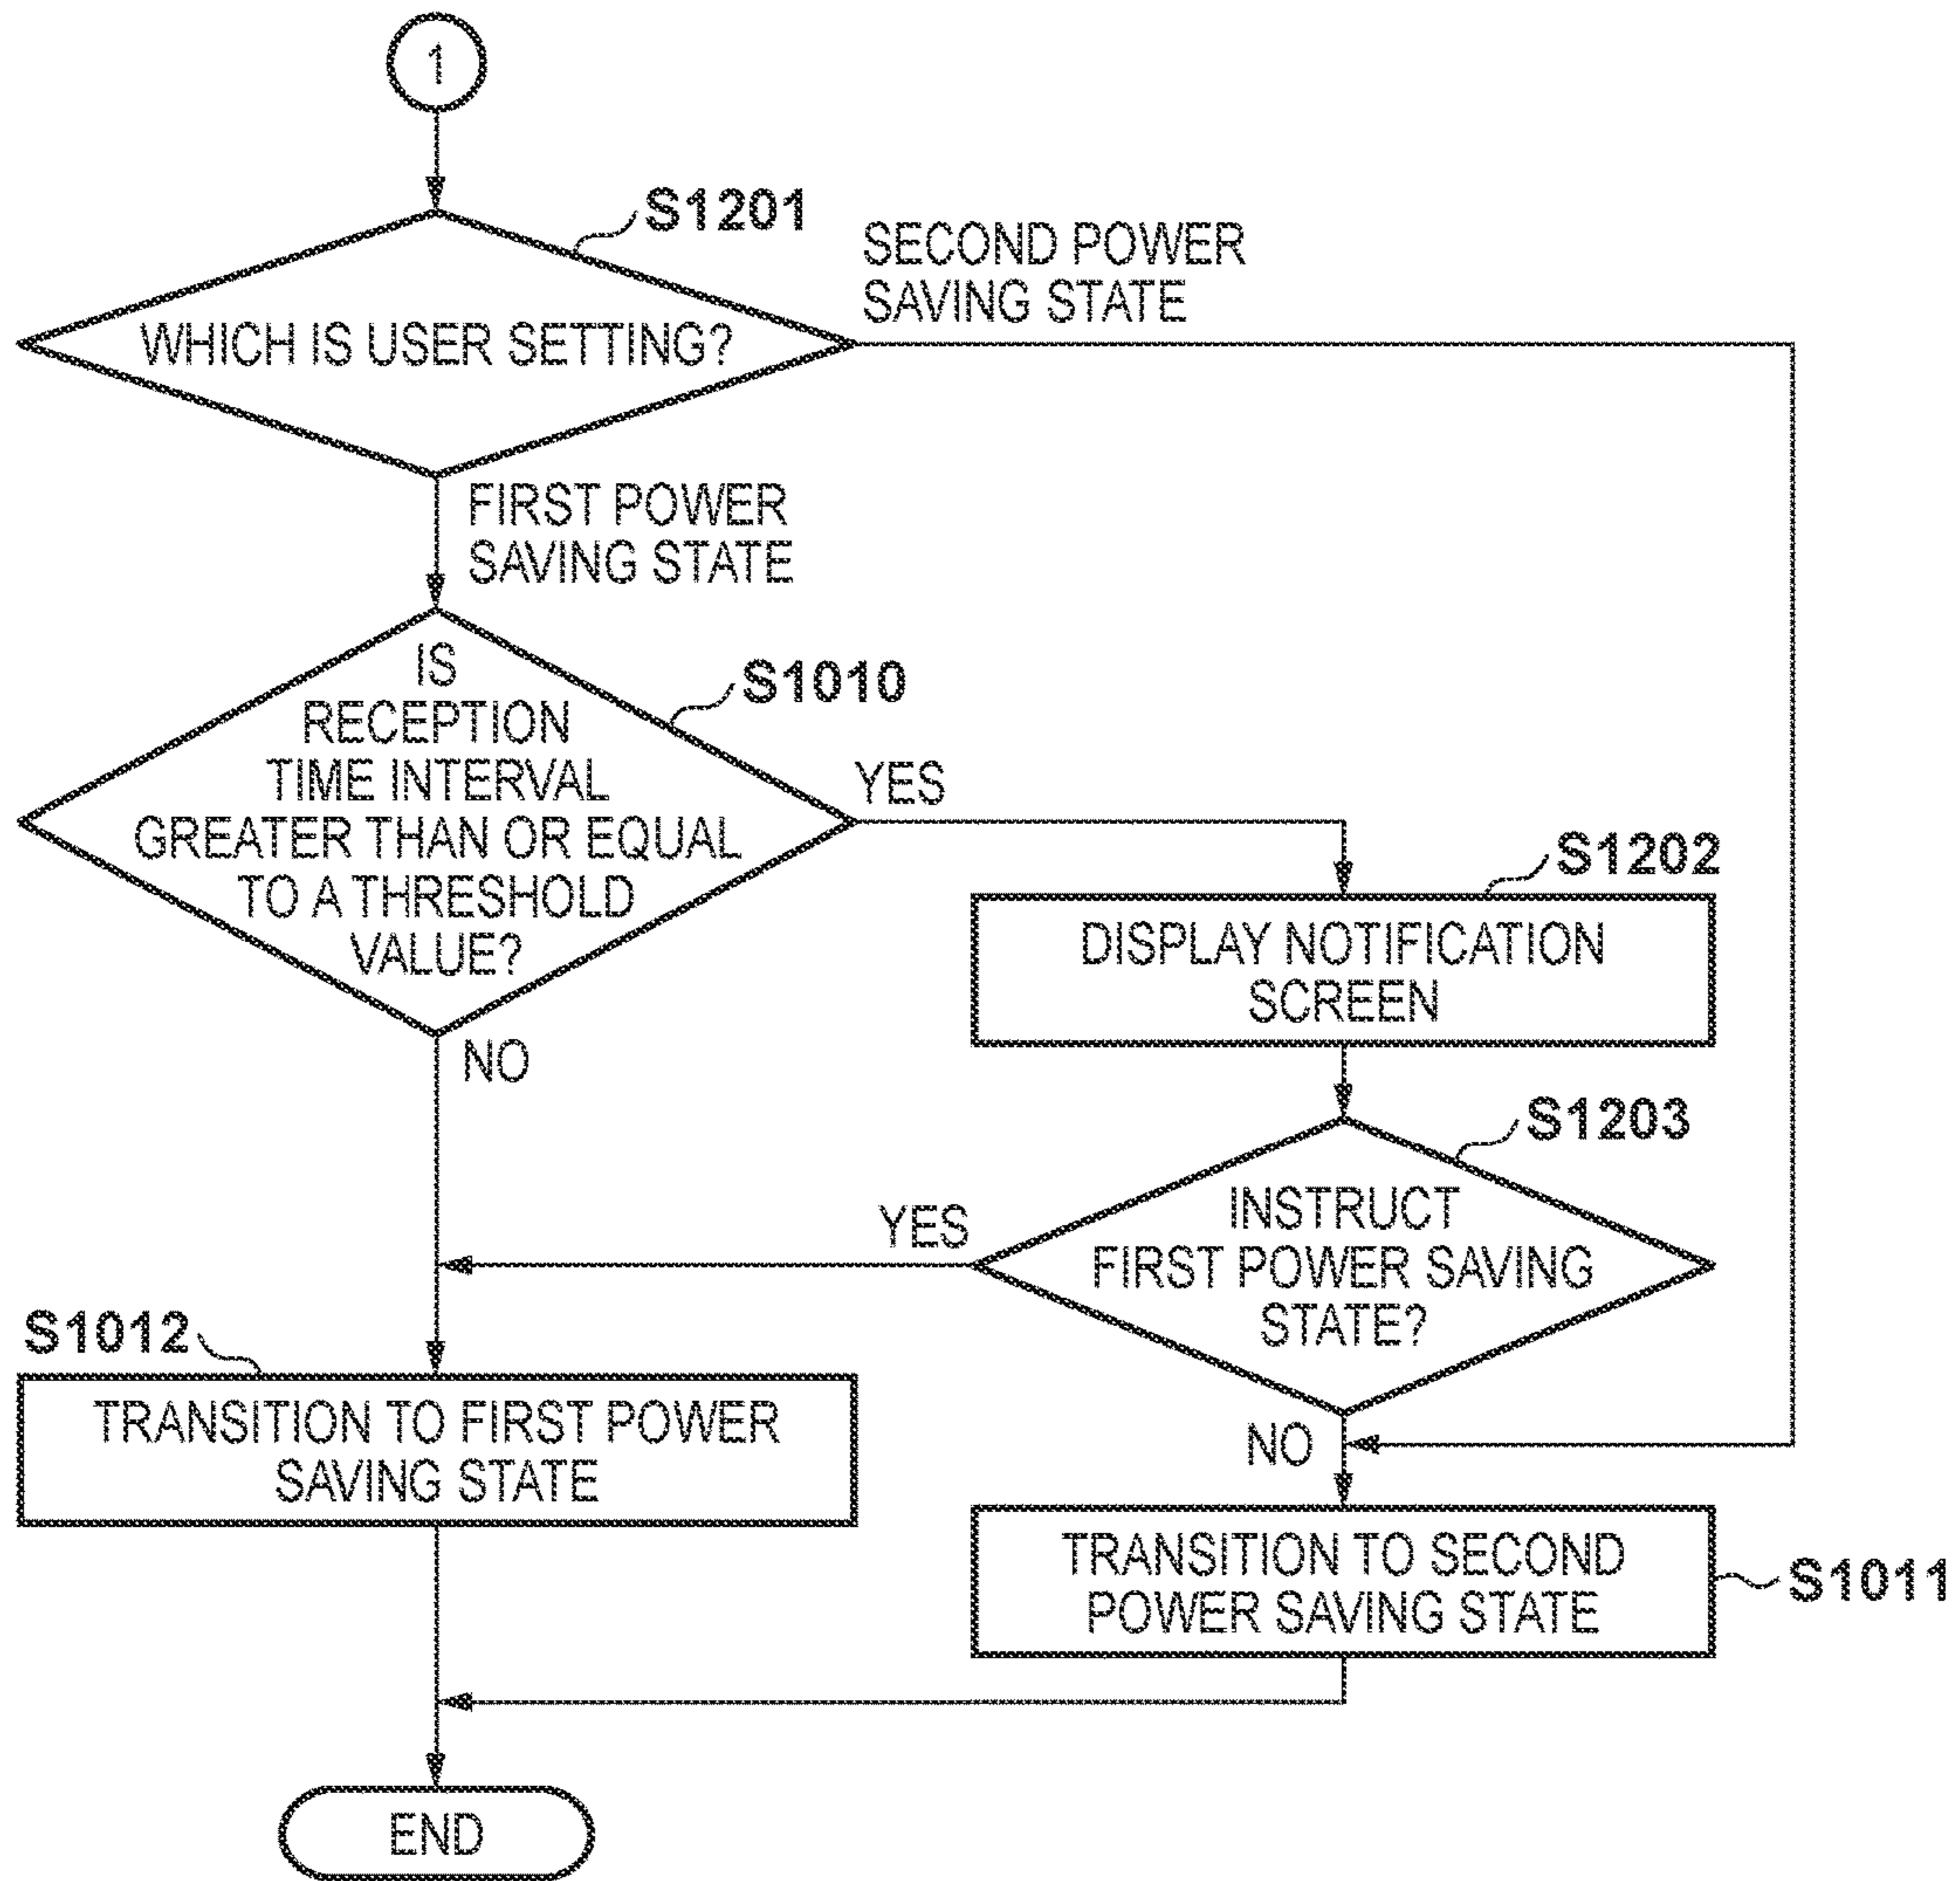 1
S1201
SECOND POWER
SAVING STATE
WHICH IS USER SETTING?
FIRST POWER
SAVING STATE
IS
RECEPTION
TIME INTERVAL
GREATER THAN OR EQUAL
TO A THRESHOLD
VALUE?
S1010
YES
NO
S1202
DISPLAY NOTIFICATION
SCREEN
S1203
INSTRUCT
FIRST POWER SAVING
STATE?
YES
NO
S1012
TRANSITION TO FIRST POWER
SAVING STATE
TRANSITION TO SECOND
POWER SAVING STATE
S1011
END